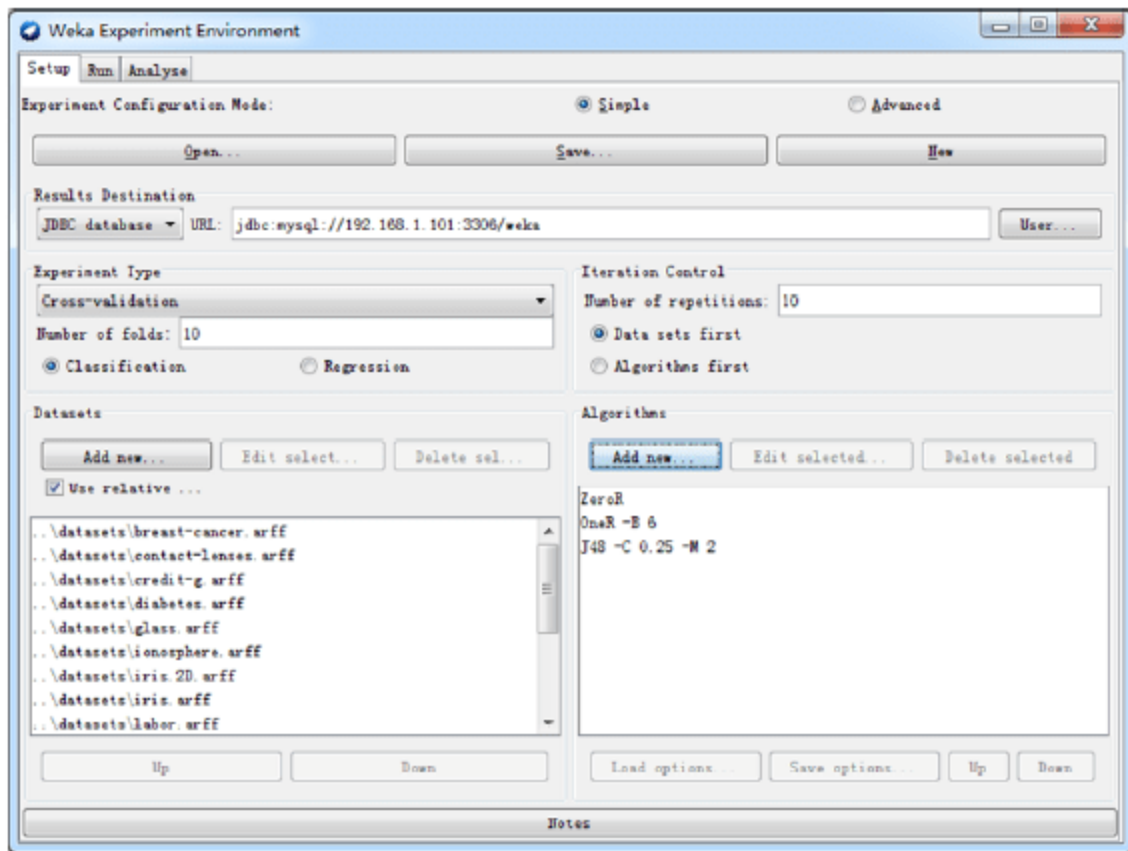 Weka Experiment Environment
Setup Run Analyse
Experiment Configuration Mode: Simple Advanced
Open... Save... New
Results Destination
JDBC database URL: jdbc:mysql://192.168.1.101:3306/weka User...
Experiment Type
Cross-validation
Number of folds: 10
Classification Regression
Iteration Control
Number of repetitions: 10
Data sets first
Algorithms first
Datasets
Add new... Edit select... Delete sel...
Use relative ...
..\datasets\breast-cancer.arff
..\datasets\contact-lenses.arff
..\datasets\credit-g.arff
..\datasets\diabetes.arff
..\datasets\glass.arff
..\datasets\ionosphere.arff
..\datasets\iris.2D.arff
..\datasets\iris.arff
..\datasets\labor.arff
Up Down
Algorithms
Add new... Edit selected... Delete selected
ZeroR
OneR -B 6
J48 -C 0.25 -M 2
Load options... Save options... Up Down
Notes